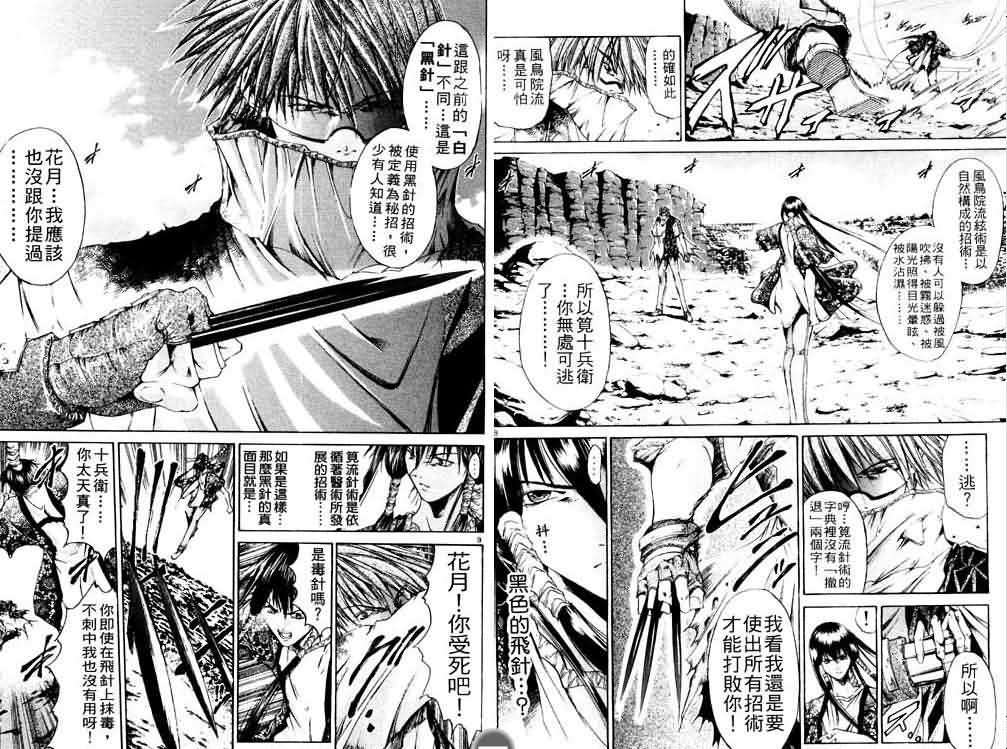 的確如此
………
風鳥院流
真是可怕
呀…
風鳥院流絃術是以
自然構成的招術…
沒有人可以躲過被風
吹拂、被霧迷惑、被
陽光照得目光暈眩、
被水沾濕………
所以筧十兵衛
…你無處可逃
了………！
逃？
哼…筧流針術的
字典裡沒有「撤
退」兩個字！
所以啊…
！
我看我還是要
使出所有招術
才能打敗你！
……
抖…
黑色的飛針…？
這跟之前的「白
針」不同…這是
「黑針」……
使用黑針的招術，
被定義為秘招，很
少有人知道……
花月…我應該
也沒跟你提過
………
9
筧流針術是依
循著醫術所發
展的招術……
如果是這樣…
那麼黑針的真
面目就是…
花月！你受死吧！
是毒針嗎？
十兵衛……
你太天真了！
你即使在飛針上抹毒，
不刺中我也沒有用呀！